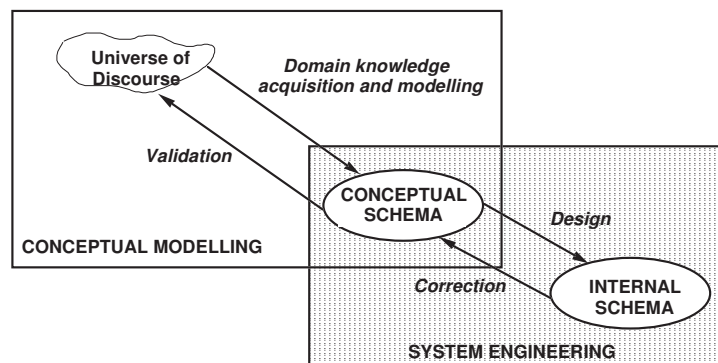 Universe of
Discourse
Domain knowledge
acquisition and modelling
Validation
CONCEPTUAL
SCHEMA
Design
CONCEPTUAL MODELLING
Correction
INTERNAL
SCHEMA
SYSTEM ENGINEERING